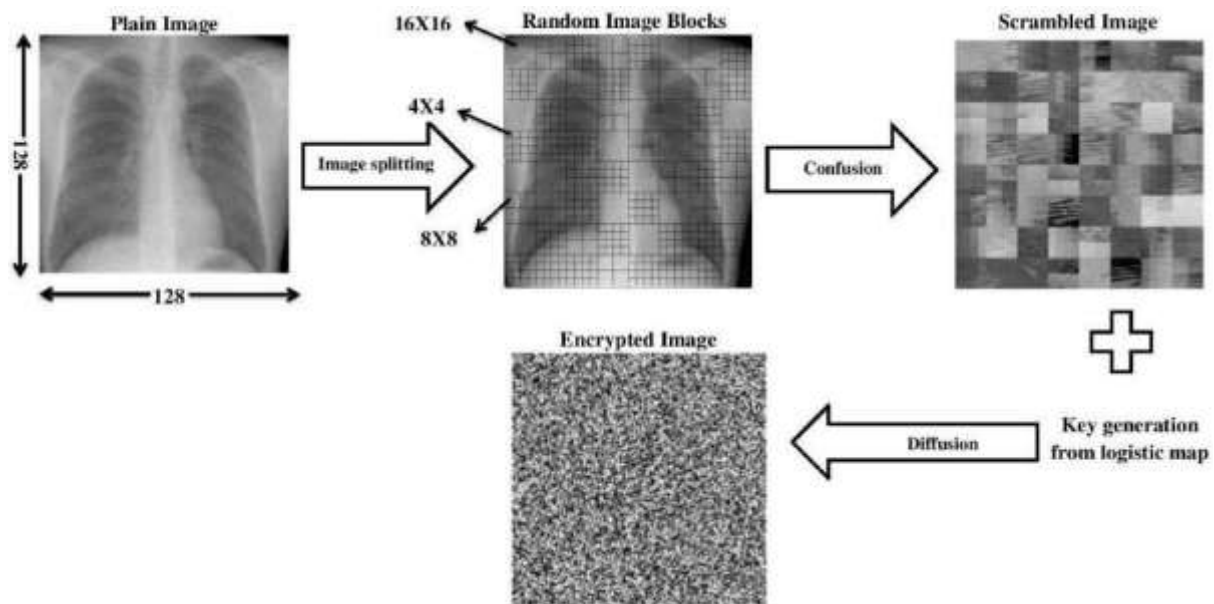 Plain Image
128
128
Image splitting
Random Image Blocks
16X16
4X4
8X8
Confusion
Scrambled Image
Key generation
from logistic map
Diffusion
Encrypted Image